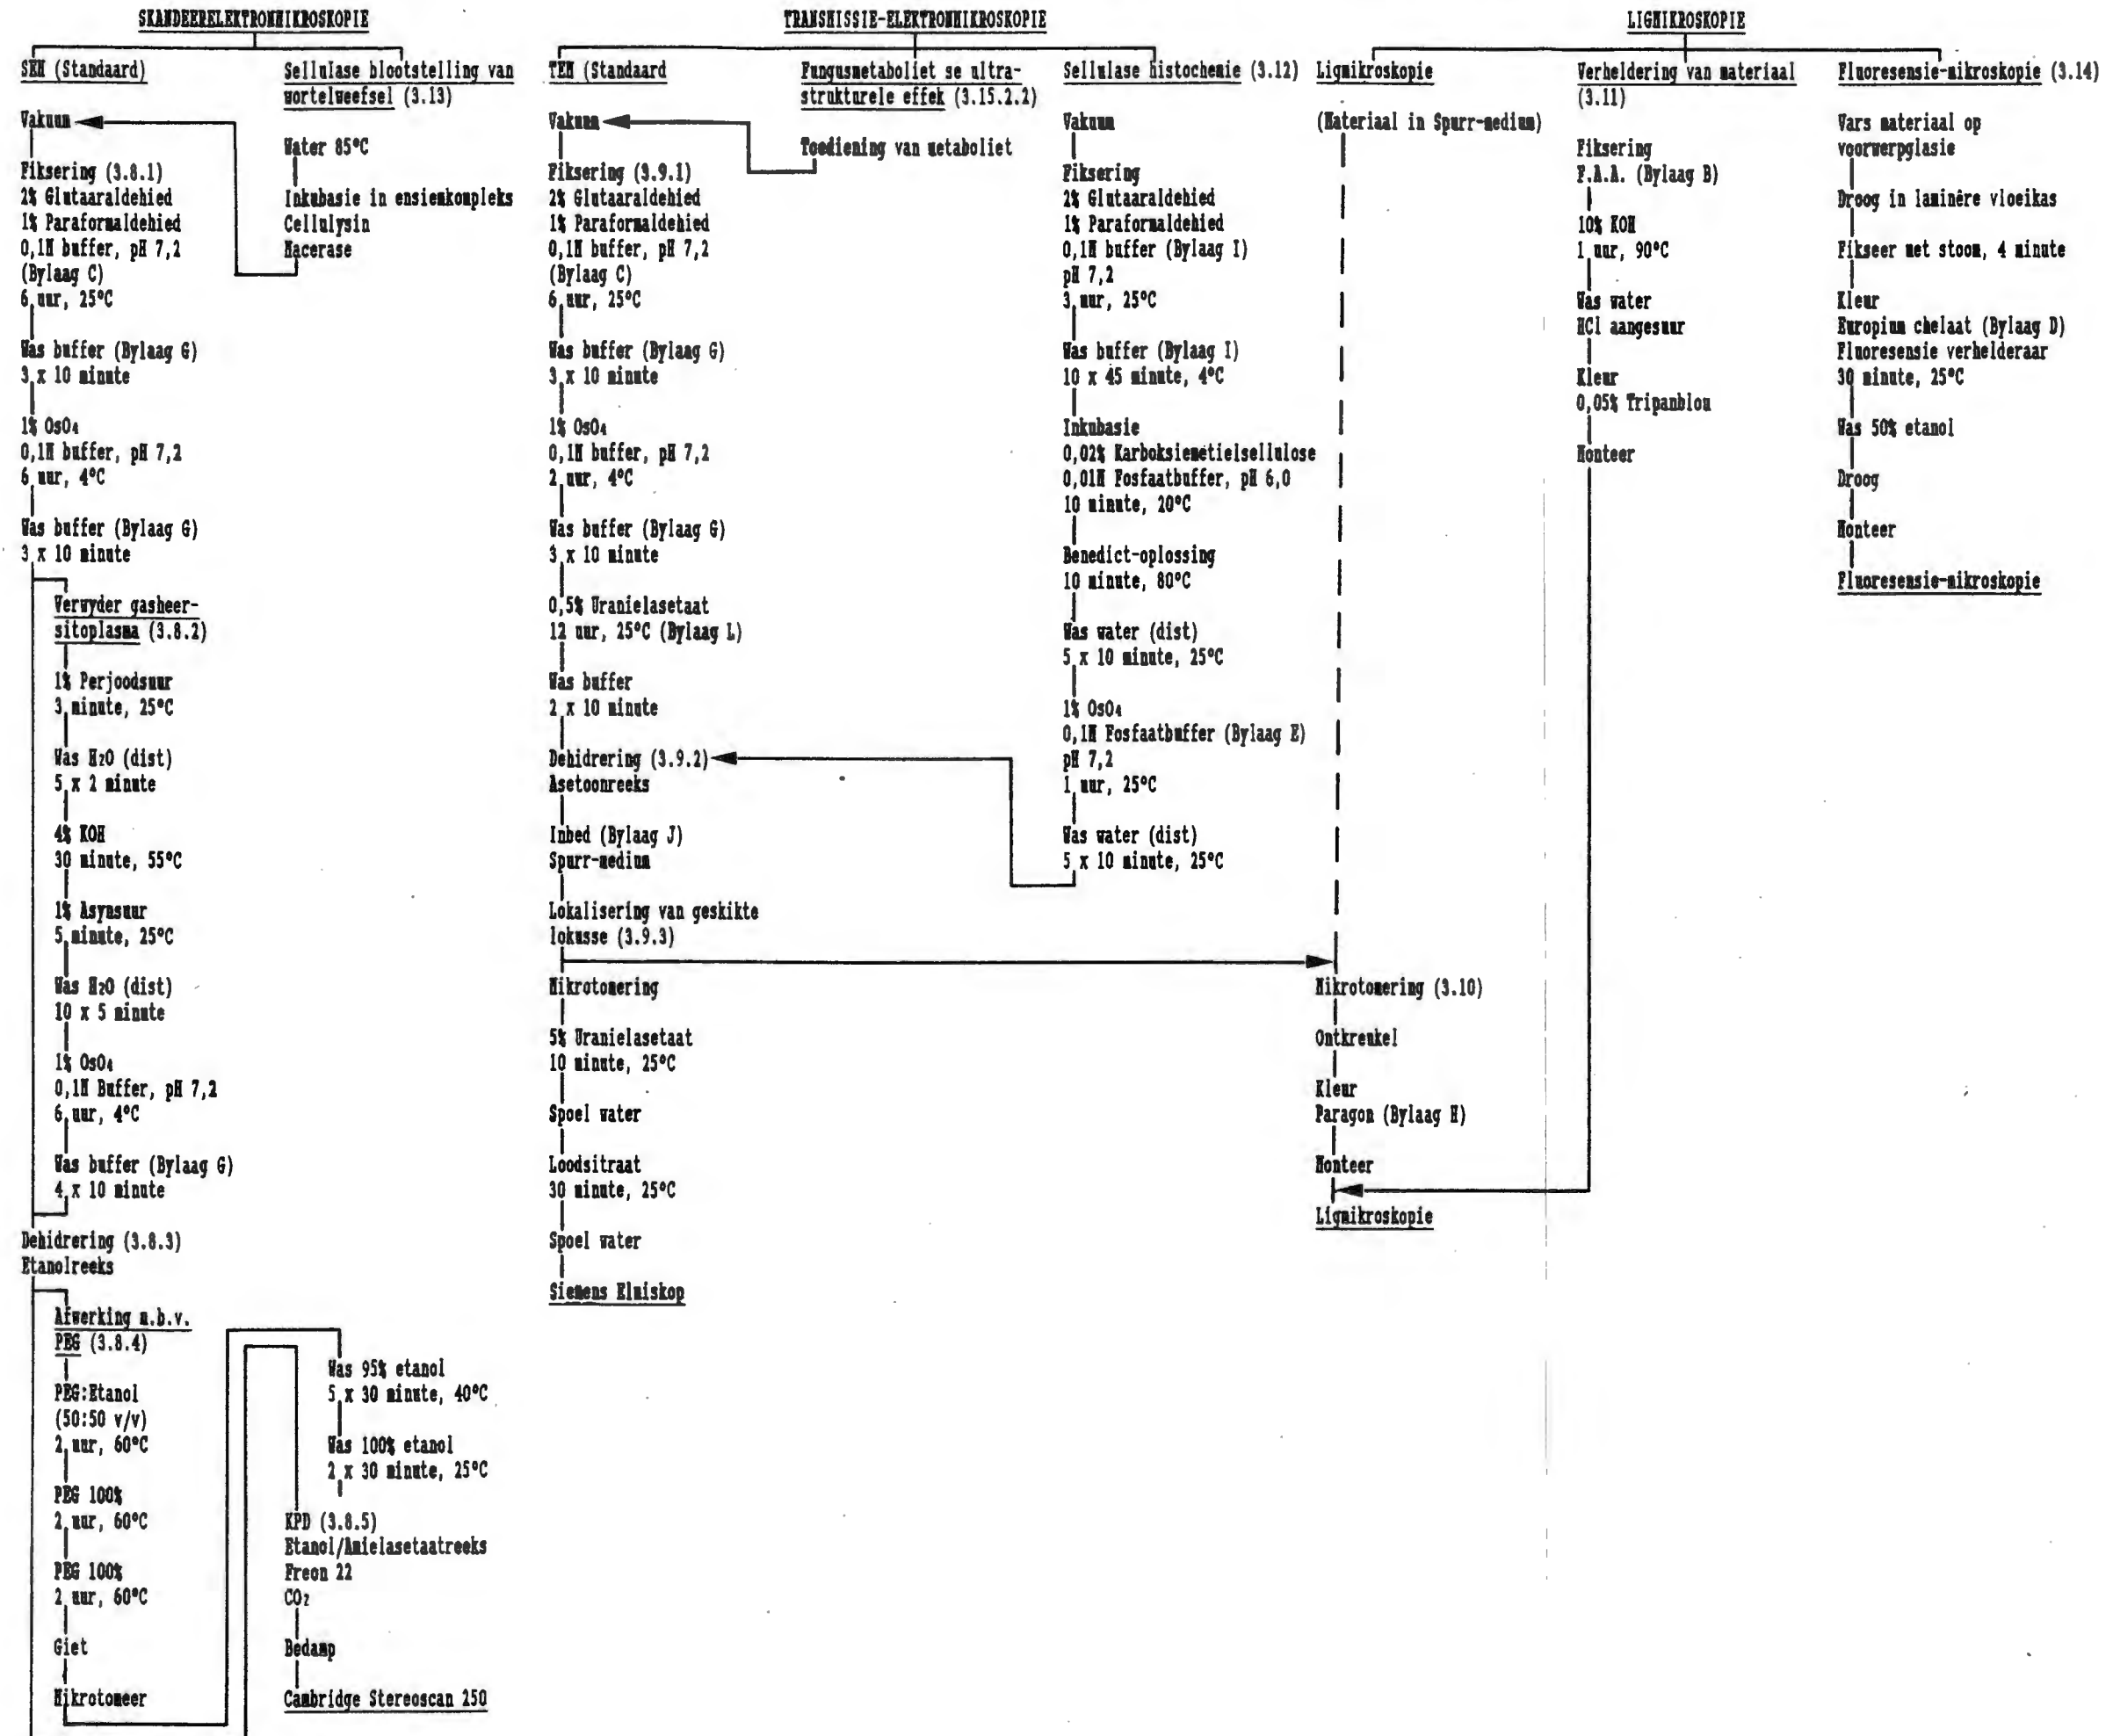 SKANDEERELEKTRONMIKROSKOPIE
SEM (Standaard)
Vakuum
Fiksering (3.8.1)
2% Glutaaraldehied
1% Paraformaldehied
0,1M buffer, pH 7,2
(Bylaag C)
6 uur, 25°C
Was buffer (Bylaag G)
3 x 10 minute
1% OsO₄
0,1M buffer, pH 7,2
6 uur, 4°C
Was buffer (Bylaag G)
3 x 10 minute
Verwyder gasheer-
sitoplasma (3.8.2)
1% Perjoodsuur
3 minute, 25°C
Was H₂O (dist)
5 x 2 minute
4% KOH
30 minute, 55°C
1% Asynsuur
5 minute, 25°C
Was H₂O (dist)
10 x 5 minute
1% OsO₄
0,1M Buffer, pH 7,2
6 uur, 4°C
Was buffer (Bylaag G)
4 x 10 minute
Dehidrering (3.8.3)
Etanolreeks
Afwerking m.b.v.
PEG (3.8.4)
PEG:Etanol
(50:50 v/v)
2 uur, 60°C
PEG 100%
2 uur, 60°C
PEG 100%
2 uur, 60°C
Giet
Mikrotomeer
Sellulase blootstelling van
wortelweefsel (3.13)
Water 85°C
Inkubasie in ensiemkompleks
Cellulysin
Macerase
Was 95% etanol
5 x 30 minute, 40°C
Was 100% etanol
2 x 30 minute, 25°C
KPD (3.8.5)
Etanol/Amielasetaatreeks
Freon 22
CO₂
Bedamp
Cambridge Stereoscan 250
TRANSMISSIE-ELEKTRONMIKROSKOPIE
TEM (Standaard
Vakuum
Fiksering (3.9.1)
2% Glutaaraldehied
1% Paraformaldehied
0,1M buffer, pH 7,2
(Bylaag C)
6 uur, 25°C
Was buffer (Bylaag G)
3 x 10 minute
1% OsO₄
0,1M buffer, pH 7,2
2 uur, 4°C
Was buffer (Bylaag G)
3 x 10 minute
0,5% Uranielasetaat
12 uur, 25°C (Bylaag L)
Was buffer
2 x 10 minute
Dehidrering (3.9.2)
Asetoonreeks
Inbed (Bylaag J)
Spurr-medium
Lokalisering van geskikte
lokusse (3.9.3)
Mikrotomering
5% Uranielasetaat
10 minute, 25°C
Spoel water
Loodsitraat
30 minute, 25°C
Spoel water
Siemens Elmiskop
Fungusmetaboliet se ultra-
strukturele effek (3.15.2.2)
Toediening van metaboliet
Sellulase histochemie (3.12)
Vakuum
Fiksering
2% Glutaaraldehied
1% Paraformaldehied
0,1M buffer (Bylaag I)
pH 7,2
3 uur, 25°C
Was buffer (Bylaag I)
10 x 45 minute, 4°C
Inkubasie
0,02% Karboksiemetielsellulose
0,01M Fosfaatbuffer, pH 6,0
10 minute, 20°C
Benedict-oplossing
10 minute, 80°C
Was water (dist)
5 x 10 minute, 25°C
1% OsO₄
0,1M Fosfaatbuffer (Bylaag E)
pH 7,2
1 uur, 25°C
Was water (dist)
5 x 10 minute, 25°C
LIGMIKROSKOPIE
Ligmikroskopie
(Materiaal in Spurr-medium)
Mikrotomering (3.10)
Ontkreukel
Kleur
Paragon (Bylaag H)
Monteer
Ligmikroskopie
Verheldering van materiaal
(3.11)
Fiksering
F.A.A. (Bylaag B)
10% KOH
1 uur, 90°C
Was water
HCl aangesuur
Kleur
0,05% Tripanblou
Monteer
Fluoresensie-mikroskopie (3.14)
Vars materiaal op
voorwerpglasie
Droog in laminêre vloeikas
Fikseer met stoom, 4 minute
Kleur
Europium chelaat (Bylaag D)
Fluoresensie verhelderaar
30 minute, 25°C
Was 50% etanol
Droog
Monteer
Fluoresensie-mikroskopie